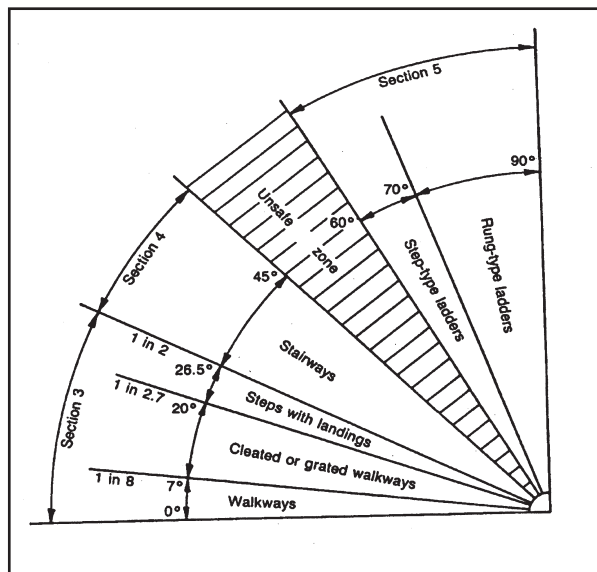 Section 5
90°
70°
60°
Unsafe zone
Step-type ladders
Rung-type ladders
Section 4
45°
Stairways
1 in 2
26.5°
Steps with landings
1 in 2.7
20°
Section 3
Cleated or grated walkways
1 in 8
7°
Walkways
0°